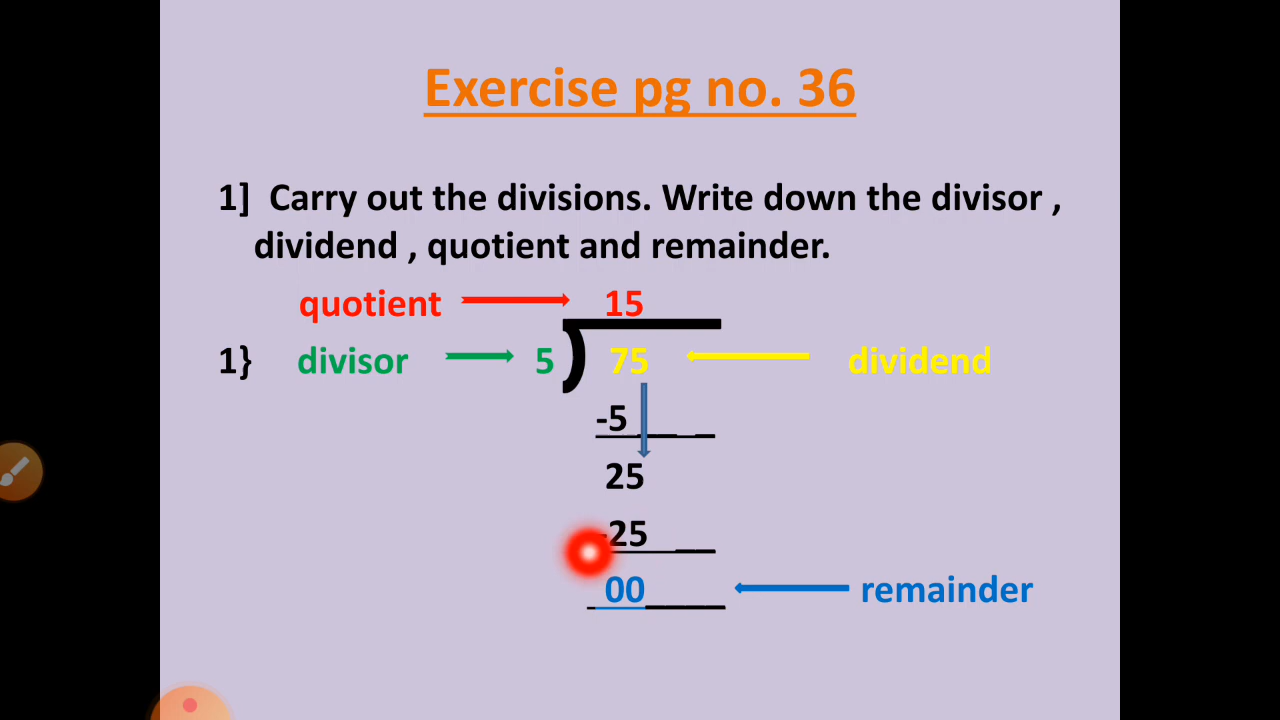 Exercise pg no. 36
1] Carry out the divisions. Write down the divisor ,
dividend , quotient and remainder.
quotient 15
1} divisor 5 75 dividend
-5
25
-25
00 remainder